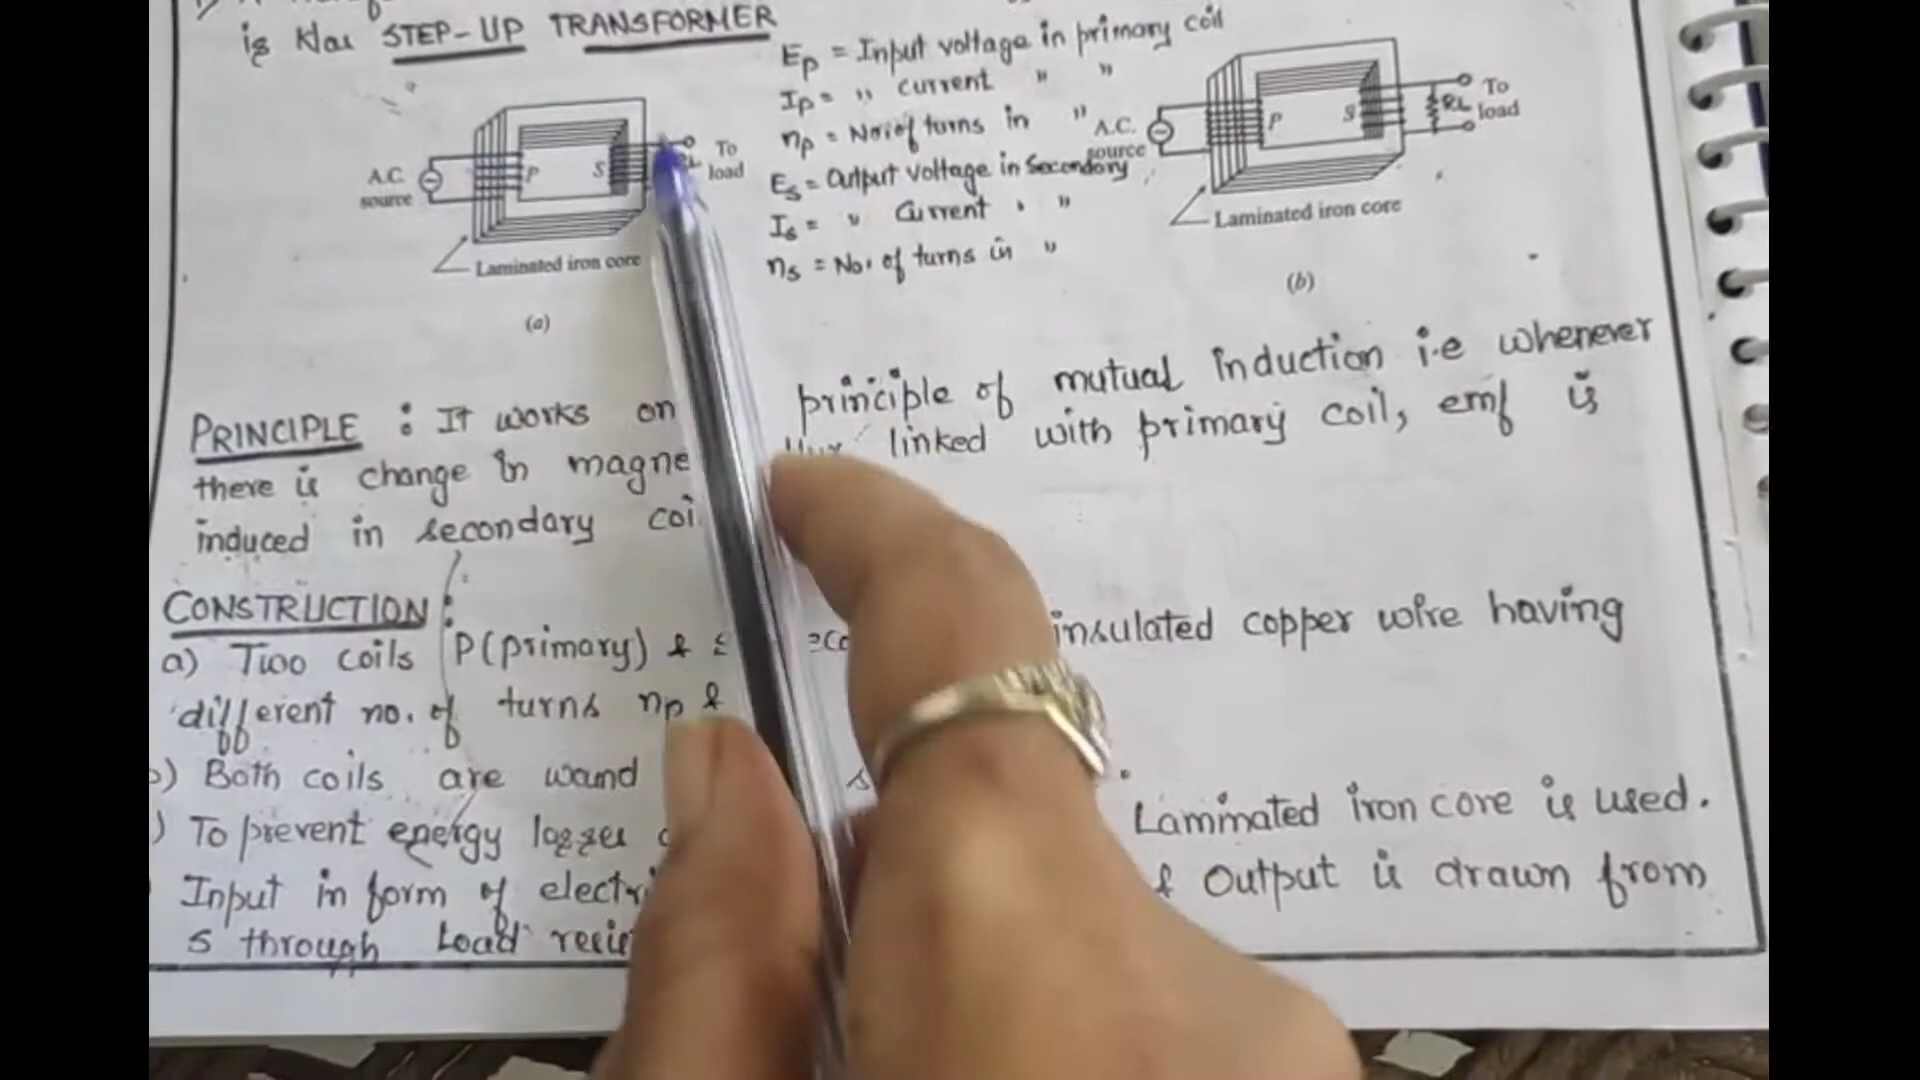 is k/as STEP-UP TRANSFORMER
Ep = Input voltage in primary coil
Ip = " current " "
np = No. of turns in "
Es = Output voltage in Secondary
Is = " Current " "
ns = No. of turns in "
A.C.
source
P
S
To
load
Laminated iron core
(a)
A.C.
source
P
S
RL
To
load
Laminated iron core
(b)
PRINCIPLE : It works on principle of mutual induction i.e whenever
there is change in magne linked with primary coil, emf is
induced in secondary coi
CONSTRUCTION :
a) Two coils P(primary) & insulated copper wire having
different no. of turns np &
b) Both coils are wound
) To prevent energy losses Laminated iron core is used.
Input in form of electri & output is drawn from
S through Load resis